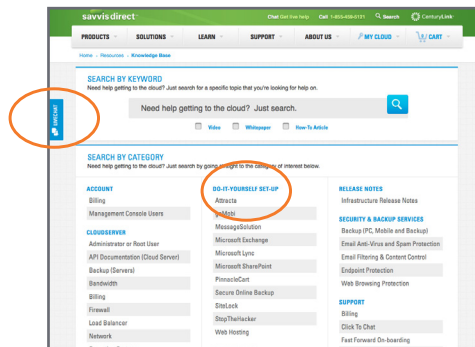 savvisdirect
Chat Get live help Call 1-855-459-5131 Search CenturyLink
PRODUCTS SOLUTIONS LEARN SUPPORT ABOUT US MY CLOUD CART
Home > Resources > Knowledge Base
SEARCH BY KEYWORD
Need help getting to the cloud? Just search for a specific topic that you're looking for help on.
LIVECHAT
Need help getting to the cloud? Just search.
Video Whitepaper How-To Article
SEARCH BY CATEGORY
Need help getting to the cloud? Just search by going straight to the category of interest below.
ACCOUNT
Billing
Management Console Users
CLOUDSERVER
Administrator or Root User
API Documentation (Cloud Server)
Backup (Servers)
Bandwidth
Billing
Firewall
Load Balancer
Network
DO-IT-YOURSELF SET-UP
Attracta
goMobi
MessageSolution
Microsoft Exchange
Microsoft Lync
Microsoft SharePoint
PinnacleCart
Secure Online Backup
SiteLock
StopTheHacker
Web Hosting
RELEASE NOTES
Infrastructure Release Notes
SECURITY & BACKUP SERVICES
Backup (PC, Mobile and Backup)
Email Anti-Virus and Spam Protection
Email Filtering & Content Control
Endpoint Protection
Web Browsing Protection
SUPPORT
Billing
Click To Chat
Fast Forward On-boarding